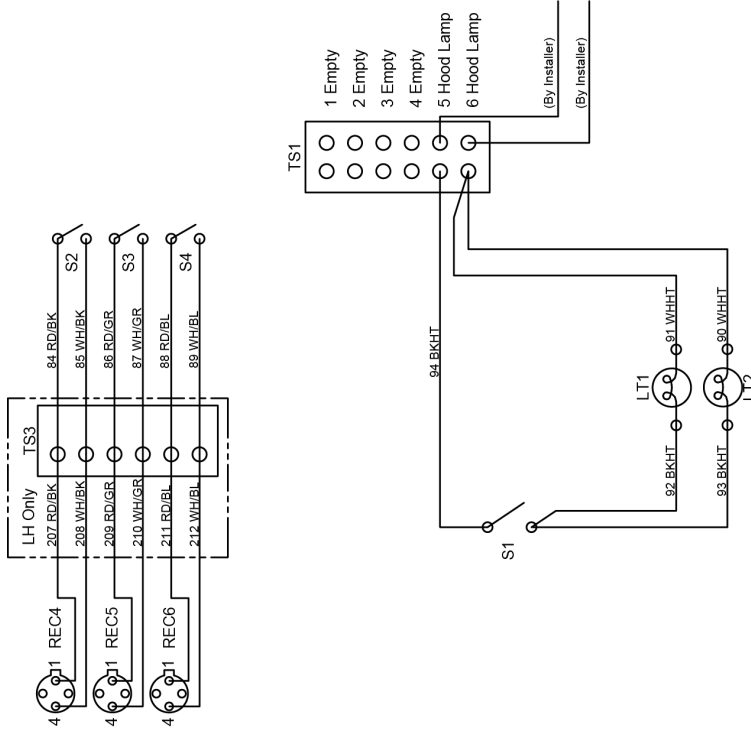 TS3
LH Only
REC4
1
4
207 RD/BK
208 WH/BK
84 RD/BK
85 WH/BK
S2
REC5
1
4
209 RD/GR
210 WH/GR
86 RD/GR
87 WH/GR
S3
REC6
1
4
211 RD/BL
212 WH/BL
88 RD/BL
89 WH/BL
S4
TS1
1 Empty
2 Empty
3 Empty
4 Empty
5 Hood Lamp
6 Hood Lamp
(By Installer)
(By Installer)
94 BKHT
S1
LT1
91 WHHT
92 BKHT
LT2
90 WHHT
93 BKHT